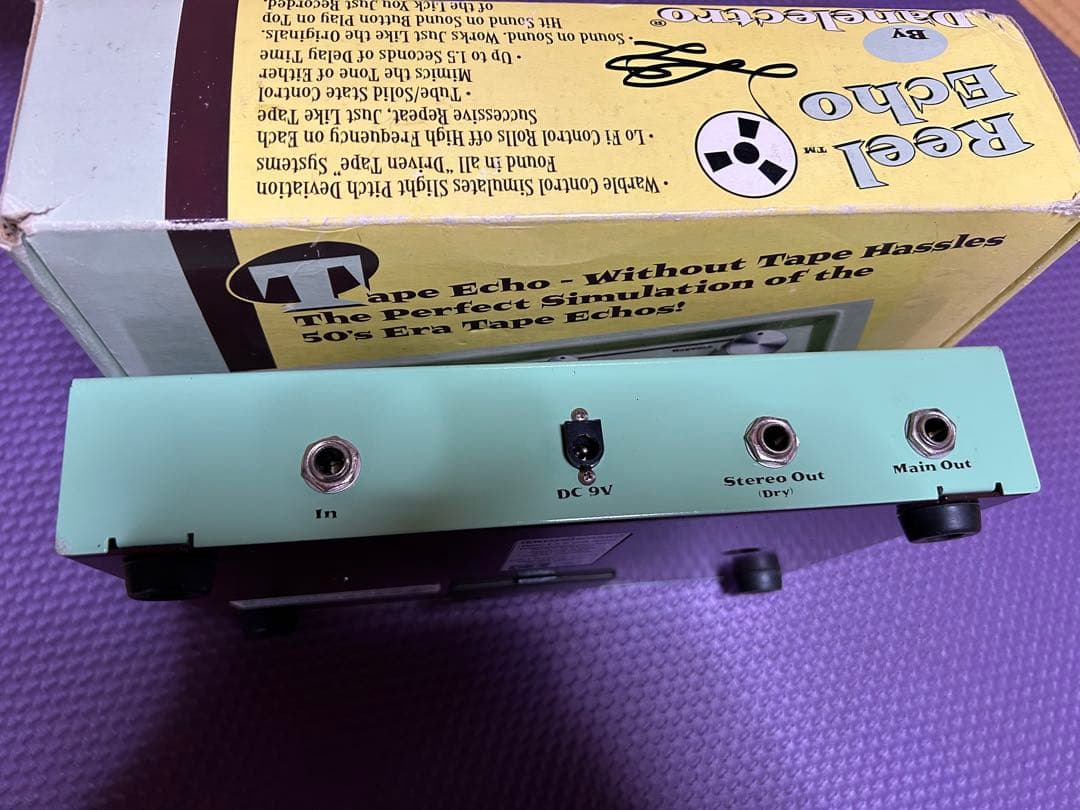 Reel™
Echo
By
Danelectro®
• Warble Control Simulates Slight Pitch Deviation
Found in all "Driven Tape" Systems
• Lo Fi Control Rolls off High Frequency on Each
Successive Repeat, Just Like Tape
• Tube/Solid State Control
Mimics the Tone of Either
• Up to 1.5 Seconds of Delay Time
• Sound on Sound. Works Just Like the Originals.
Hit Sound on Sound Button Play on Top
of the Lick You Just Recorded.
Tape Echo - Without Tape Hassles
The Perfect Simulation of the
50's Era Tape Echos!
In
DC 9V
Stereo Out
(Dry)
Main Out